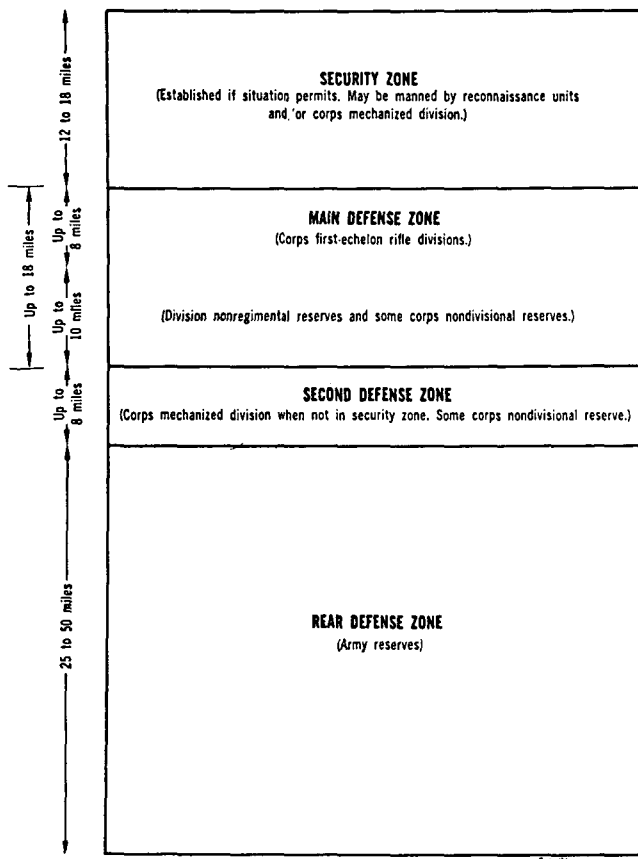 12 to 18 miles
SECURITY ZONE
(Established if situation permits. May be manned by reconnaissance units
and/or corps mechanized division.)
Up to 18 miles
Up to
8 miles
MAIN DEFENSE ZONE
(Corps first-echelon rifle divisions.)
Up to
10 miles
(Division nonregimental reserves and some corps nondivisional reserves.)
Up to
8 miles
SECOND DEFENSE ZONE
(Corps mechanized division when not in security zone. Some corps nondivisional reserve.)
25 to 50 miles
REAR DEFENSE ZONE
(Army reserves)